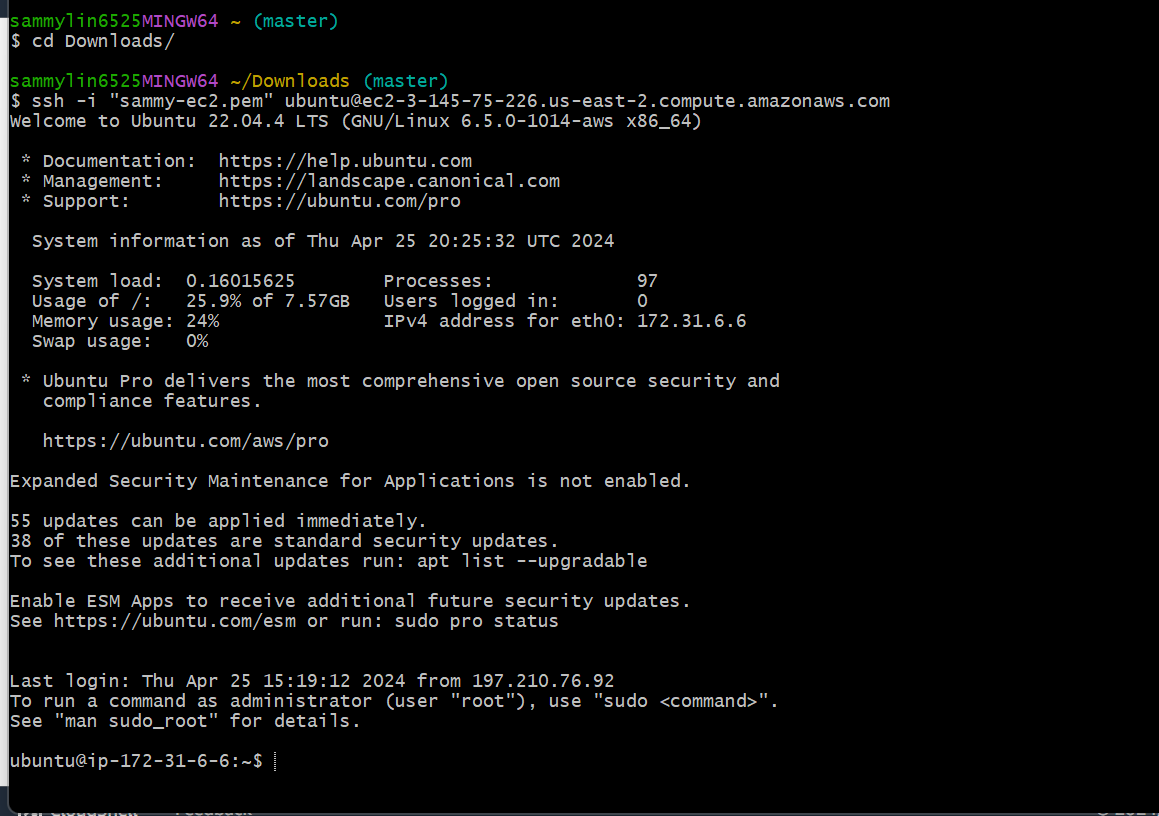 sammylin6525MINGW64 ~ (master)
$ cd Downloads/
sammylin6525MINGW64 ~/Downloads (master)
$ ssh -i "sammy-ec2.pem" ubuntu@ec2-3-145-75-226.us-east-2.compute.amazonaws.com
Welcome to Ubuntu 22.04.4 LTS (GNU/Linux 6.5.0-1014-aws x86_64)
* Documentation:  https://help.ubuntu.com
* Management:     https://landscape.canonical.com
* Support:        https://ubuntu.com/pro
System information as of Thu Apr 25 20:25:32 UTC 2024
System load:  0.16015625        Processes:             97
Usage of /:   25.9% of 7.57GB   Users logged in:       0
Memory usage: 24%               IPv4 address for eth0: 172.31.6.6
Swap usage:   0%
* Ubuntu Pro delivers the most comprehensive open source security and
compliance features.
https://ubuntu.com/aws/pro
Expanded Security Maintenance for Applications is not enabled.
55 updates can be applied immediately.
38 of these updates are standard security updates.
To see these additional updates run: apt list --upgradable
Enable ESM Apps to receive additional future security updates.
See https://ubuntu.com/esm or run: sudo pro status
Last login: Thu Apr 25 15:19:12 2024 from 197.210.76.92
To run a command as administrator (user "root"), use "sudo <command>".
See "man sudo_root" for details.
ubuntu@ip-172-31-6-6:~$
CloudShell Feedback